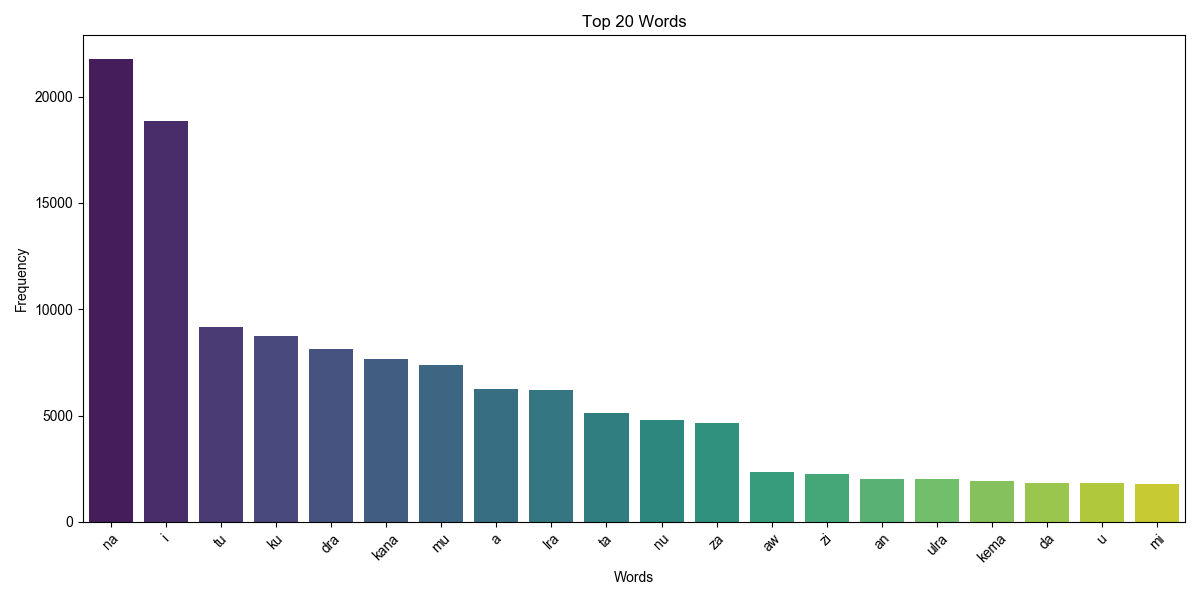 Top 20 Words
Frequency
20000
15000
10000
5000
0
na i tu ku dra kana mu a lra ta nu za aw zi an ulra kema da u mi
Words